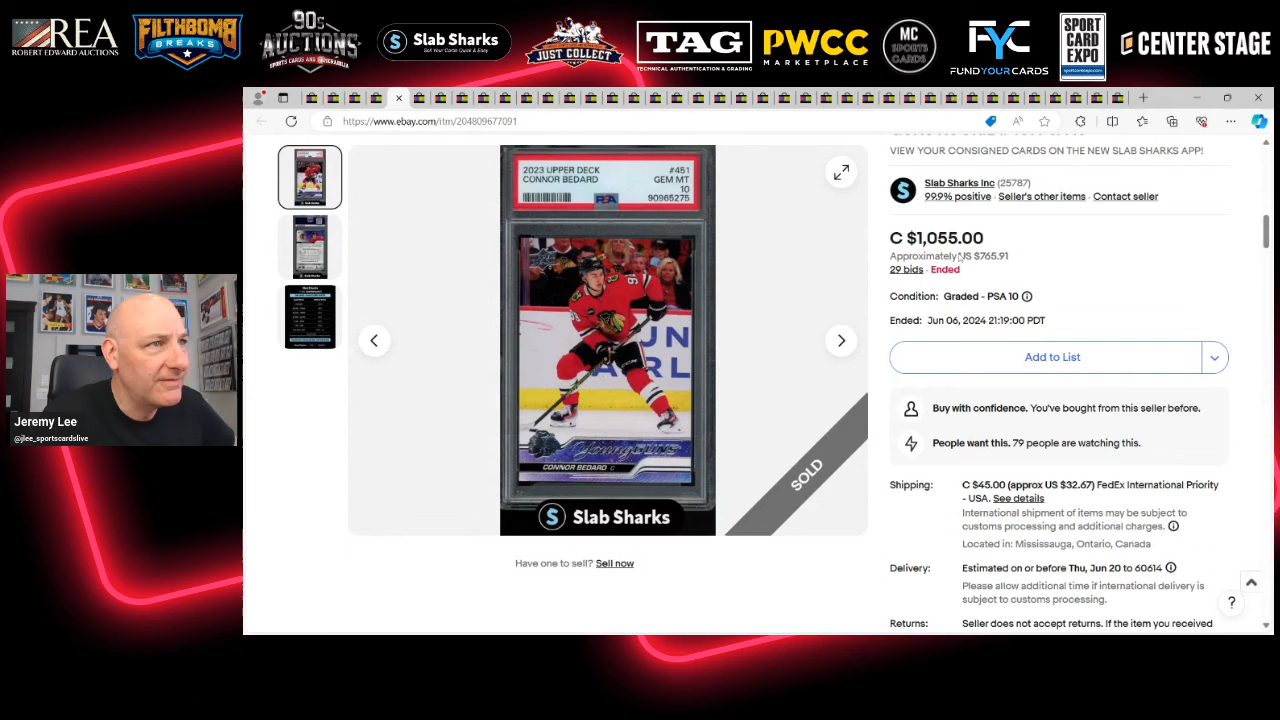 REA
ROBERT EDWARD AUCTIONS
FILTHBOMB
BREAKS
90s
AUCTIONS
SPORTS CARDS AND MEMORABILIA
S Slab Sharks
Sell Your Cards Quick & Easy
JUST COLLECT
TAG
TECHNICAL AUTHENTICATION & GRADING
PWCC
MARKETPLACE
MC
SPORTS
CARDS
FYC
FUND YOUR CARDS
SPORT
CARD
EXPO
CENTER STAGE
https://www.ebay.com/itm/204809677091
VIEW YOUR CONSIGNED CARDS ON THE NEW SLAB SHARKS APP!
2023 UPPER DECK #451
CONNOR BEDARD GEM MT
10
PSA 90965275
YOUNG GUNS
CONNOR BEDARD C
S Slab Sharks
SOLD
Have one to sell? Sell now
S Slab Sharks Inc (25787)
99.9% positive · Seller's other items · Contact seller
C $1,055.00
Approximately US $765.91
29 bids · Ended
Condition: Graded - PSA 10
Ended: Jun 06, 2024 21:19:00 PDT
Add to List
Buy with confidence. You've bought from this seller before.
People want this. 79 people are watching this.
Shipping: C $45.00 (approx US $32.67) FedEx International Priority
- USA. See details
International shipment of items may be subject to
customs processing and additional charges.
Located in: Mississauga, Ontario, Canada
Delivery: Estimated on or before Thu, Jun 20 to 60614
Please allow additional time if international delivery is
subject to customs processing.
Returns: Seller does not accept returns. If the item you received
?
Jeremy Lee
@jlee_sportscardslive